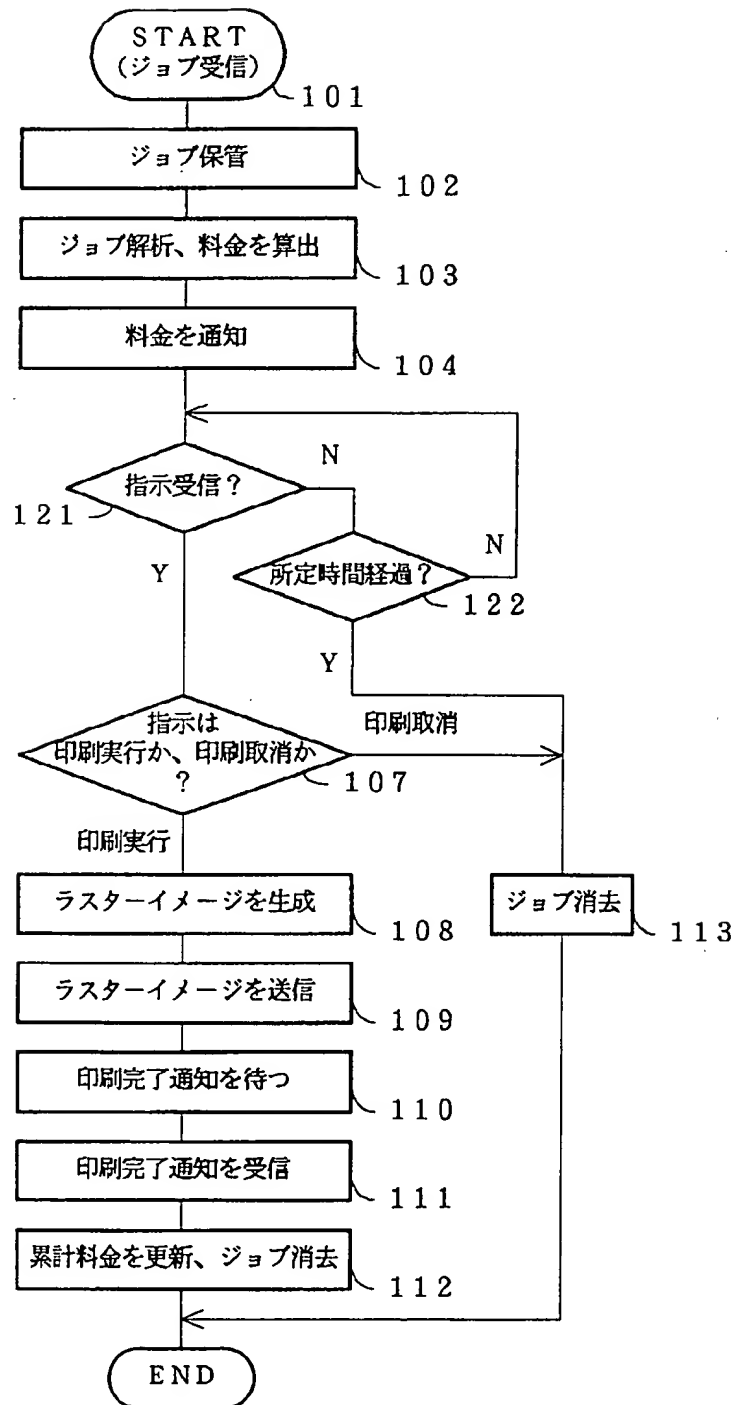 START
(ジョブ受信)
101
ジョブ保管
102
ジョブ解析、料金を算出
103
料金を通知
104
指示受信?
121
N
Y
所定時間経過?
122
N
Y
指示は
印刷実行か、印刷取消か
?
107
印刷取消
印刷実行
ラスターイメージを生成
108
ジョブ消去
113
ラスターイメージを送信
109
印刷完了通知を待つ
110
印刷完了通知を受信
111
累計料金を更新、ジョブ消去
112
END